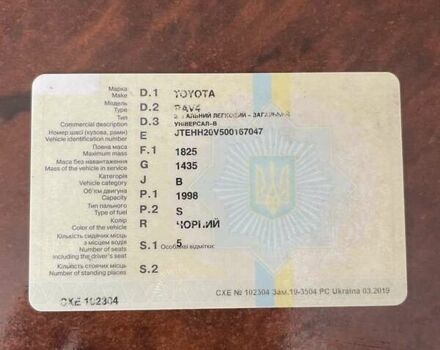 Марка D.1 TOYOTA
Make
Модель D.2 RAV4
Type
Тип D.3 ЗАГАЛЬНИЙ ЛЕГКОВИЙ - ЗАГАЛЬНИЙ
Commercial description УНІВЕРСАЛ-B
Номер шасі (кузова, рами) E JTEHH20V500167047
Vehicle identification number
Повна маса F.1 1825
Maximum mass
Маса без навантаження G 1435
Mass of the vehicle in service
Категорія J B
Vehicle category
Об'єм двигуна P.1 1998
Capacity
Тип пального P.2 S
Type of fuel
Колір R ЧОРНИЙ
Color of the vehicle
Кількість сидячих місць 5
з місцем водія S.1 Особливі відмітки:
Number of seats
including the driver's seat
Кількість стоячих місць S.2
Number of standing places
CXE 102304
CXE № 102304 Зам.19-3504 PC Ukraina 03.2019